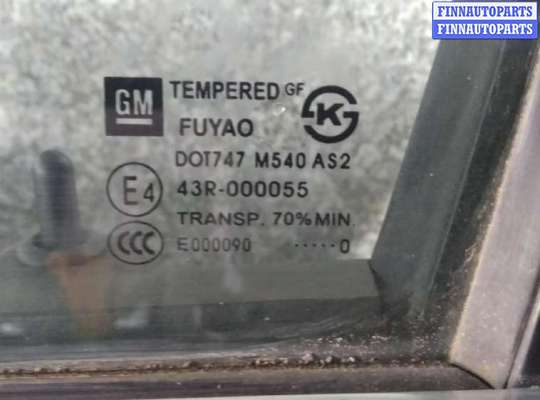 FINNAUTOPARTS
FINNAUTOPARTS
GM TEMPERED GF K
FUYAO
DOT747 M540 AS2
E4 43R-000055
TRANSP. 70% MIN.
CCC E000090 ·····0